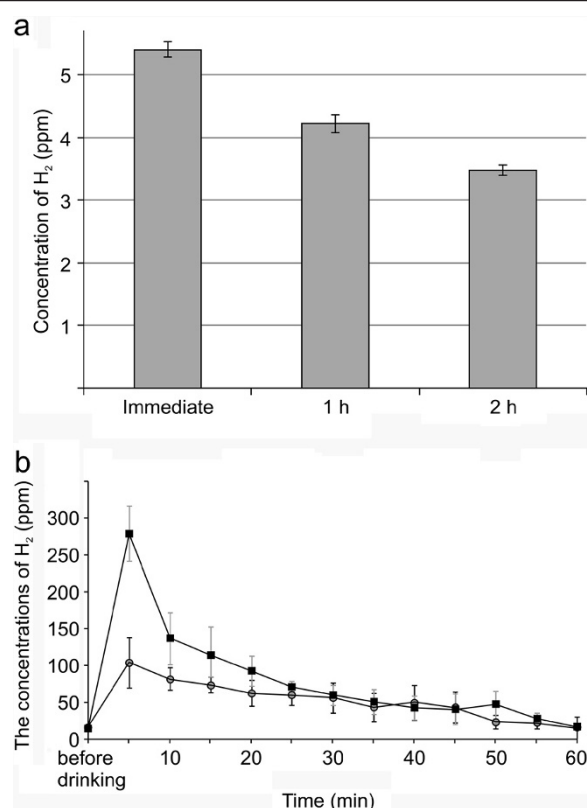 a
Concentration of H₂ (ppm)
5
4
3
2
1
Immediate 1 h 2 h
b
The concentrations of H₂ (ppm)
300
250
200
150
100
50
0
before drinking 10 20 30 40 50 60
Time (min)